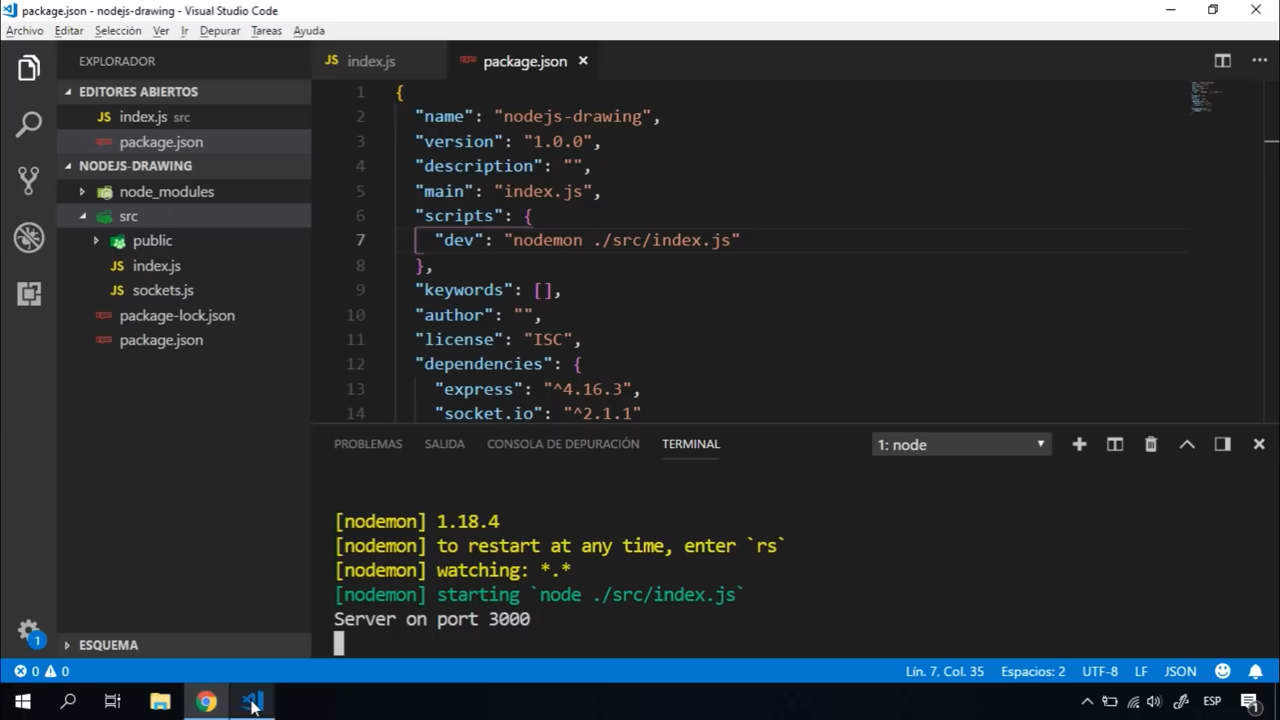 package.json - nodejs-drawing - Visual Studio Code
Archivo Editar Selección Ver Ir Depurar Tareas Ayuda
EXPLORADOR
EDITORES ABIERTOS
JS index.js src
package.json
NODEJS-DRAWING
node_modules
src
public
JS index.js
JS sockets.js
package-lock.json
package.json
ESQUEMA
JS index.js
package.json
1 {
2 "name": "nodejs-drawing",
3 "version": "1.0.0",
4 "description": "",
5 "main": "index.js",
6 "scripts": {
7 "dev": "nodemon ./src/index.js"
8 },
9 "keywords": [],
10 "author": "",
11 "license": "ISC",
12 "dependencies": {
13 "express": "^4.16.3",
14 "socket.io": "^2.1.1"
PROBLEMAS SALIDA CONSOLA DE DEPURACIÓN TERMINAL 1: node
[nodemon] 1.18.4
[nodemon] to restart at any time, enter `rs`
[nodemon] watching: *.*
[nodemon] starting `node ./src/index.js`
Server on port 3000
1
0 0 Lín. 7, Col. 35 Espacios: 2 UTF-8 LF JSON
ESP 1